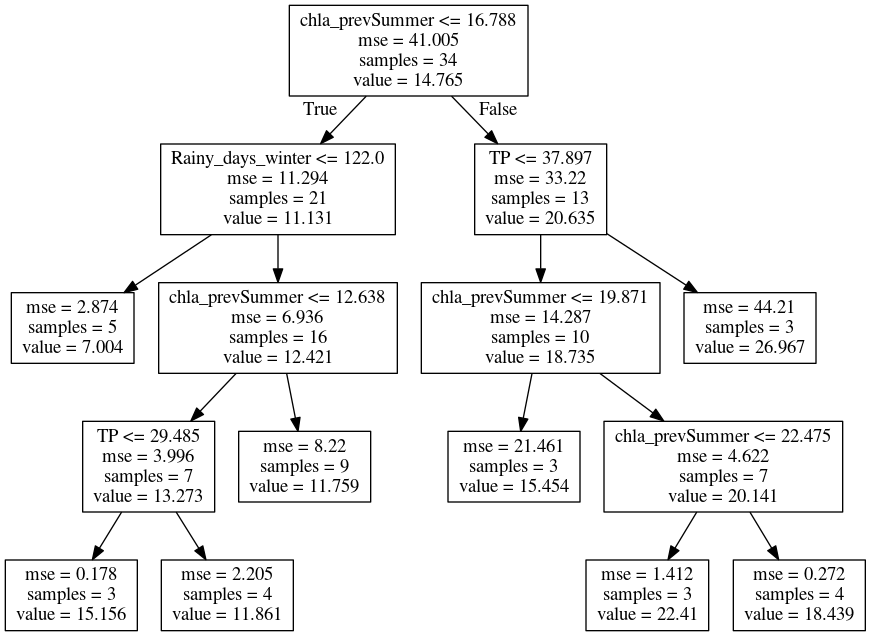 chla_prevSummer <= 16.788
mse = 41.005
samples = 34
value = 14.765
True
False
Rainy_days_winter <= 122.0
mse = 11.294
samples = 21
value = 11.131
TP <= 37.897
mse = 33.22
samples = 13
value = 20.635
mse = 2.874
samples = 5
value = 7.004
chla_prevSummer <= 12.638
mse = 6.936
samples = 16
value = 12.421
chla_prevSummer <= 19.871
mse = 14.287
samples = 10
value = 18.735
mse = 44.21
samples = 3
value = 26.967
TP <= 29.485
mse = 3.996
samples = 7
value = 13.273
mse = 8.22
samples = 9
value = 11.759
mse = 21.461
samples = 3
value = 15.454
chla_prevSummer <= 22.475
mse = 4.622
samples = 7
value = 20.141
mse = 0.178
samples = 3
value = 15.156
mse = 2.205
samples = 4
value = 11.861
mse = 1.412
samples = 3
value = 22.41
mse = 0.272
samples = 4
value = 18.439